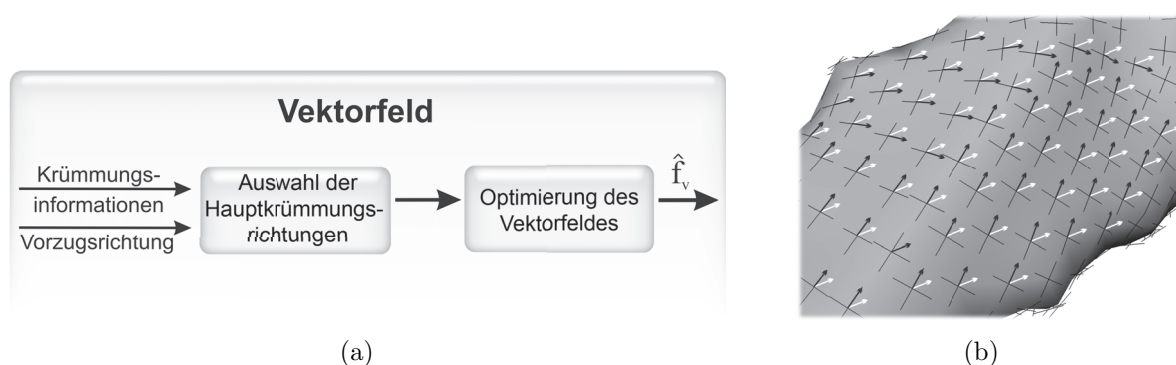 Vektorfeld
Krümmungs-
informationen
Vorzugsrichtung
Auswahl der
Hauptkrümmungs-
richtungen
Optimierung des
Vektorfeldes
f̂v
(a)
(b)